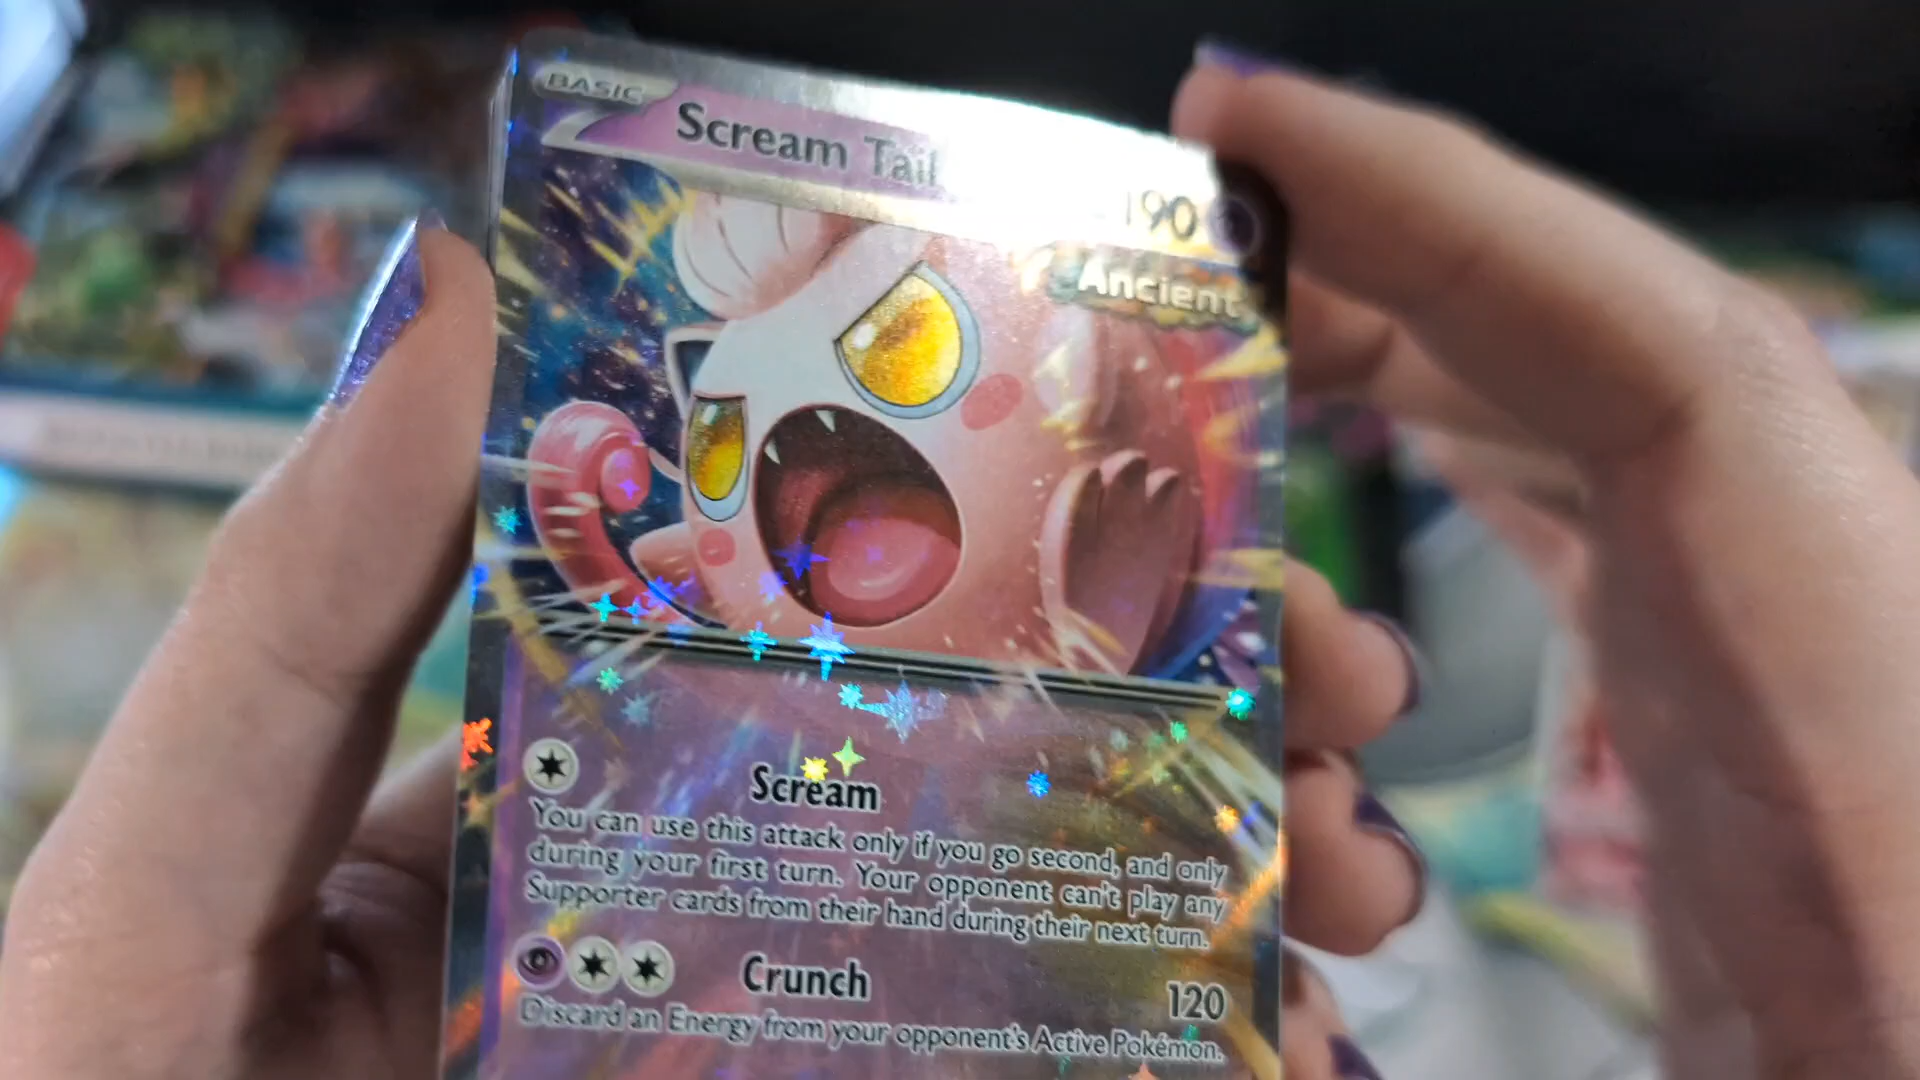 BASIC
Scream Tail
190
Ancient
Scream
You can use this attack only if you go second, and only
during your first turn. Your opponent can't play any
Supporter cards from their hand during their next turn.
Crunch
120
Discard an Energy from your opponent's Active Pokémon.